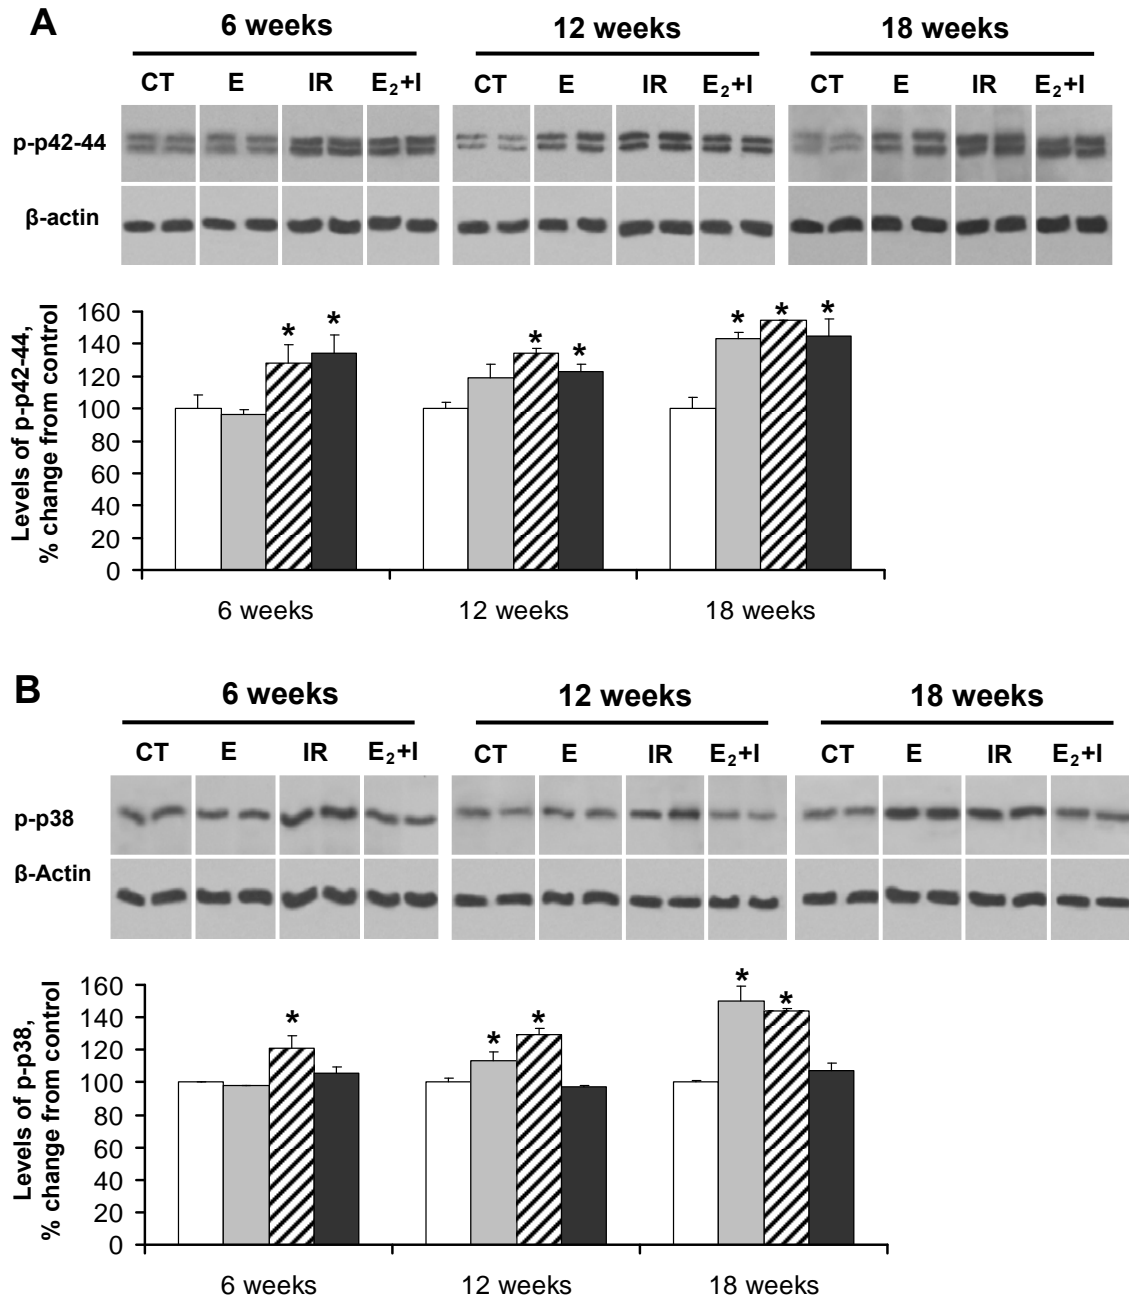 A
6 weeks 12 weeks 18 weeks
CT E IR E₂+I CT E IR E₂+I CT E IR E₂+I
p-p42-44
β-actin
Levels of p-p42-44,
% change from control
160
140
120
100
80
60
40
20
0
* * * * * * *
6 weeks 12 weeks 18 weeks
B
6 weeks 12 weeks 18 weeks
CT E IR E₂+I CT E IR E₂+I CT E IR E₂+I
p-p38
β-Actin
Levels of p-p38,
% change from control
160
140
120
100
80
60
40
20
0
* * * * *
6 weeks 12 weeks 18 weeks